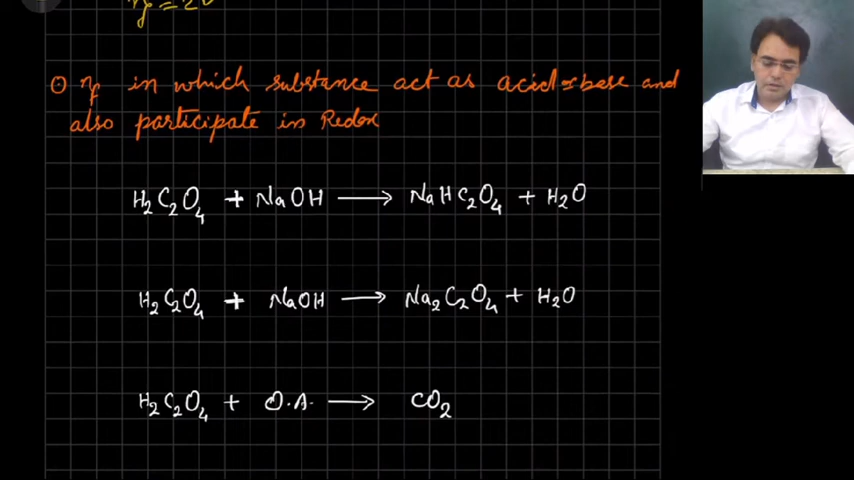 ⊙ ηf in which substance act as acid or base and
also participate in Redox
H₂C₂O₄ + NaOH ⟶ NaHC₂O₄ + H₂O
H₂C₂O₄ + NaOH ⟶ Na₂C₂O₄ + H₂O
H₂C₂O₄ + O.A. ⟶ CO₂